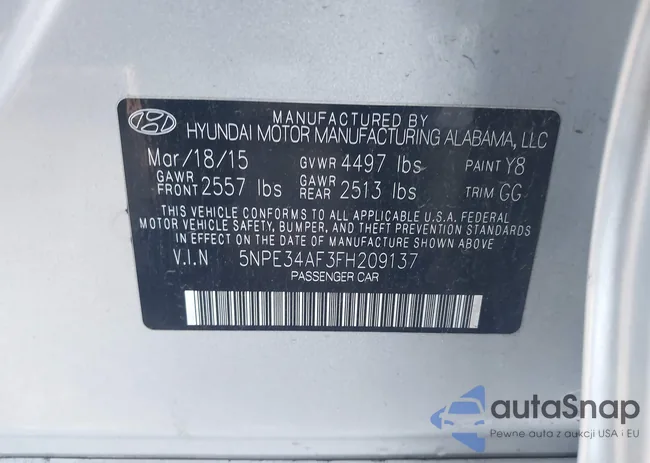 MANUFACTURED BY
HYUNDAI MOTOR MANUFACTURING ALABAMA, LLC
Mar/18/15 GVWR 4497 lbs PAINT Y8
GAWR FRONT 2557 lbs GAWR REAR 2513 lbs TRIM GG
THIS VEHICLE CONFORMS TO ALL APPLICABLE U.S.A. FEDERAL
MOTOR VEHICLE SAFETY, BUMPER, AND THEFT PREVENTION STANDARDS
IN EFFECT ON THE DATE OF MANUFACTURE SHOWN ABOVE
V.I.N 5NPE34AF3FH209137
PASSENGER CAR
autoSnap
Pewne auta z aukcji USA i EU